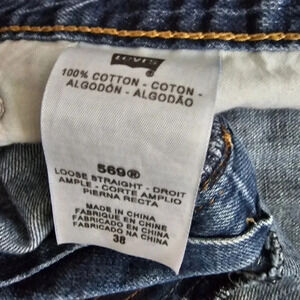 Levi's
100% COTTON - COTON -
ALGODÓN - ALGODÃO
569®
LOOSE STRAIGHT - DROIT
AMPLE - CORTE AMPLIO
PIERNA RECTA
MADE IN CHINA
FABRIQUÉ EN CHINE
FABRICADO EN CHINA
FABRICADO NA CHINA
38